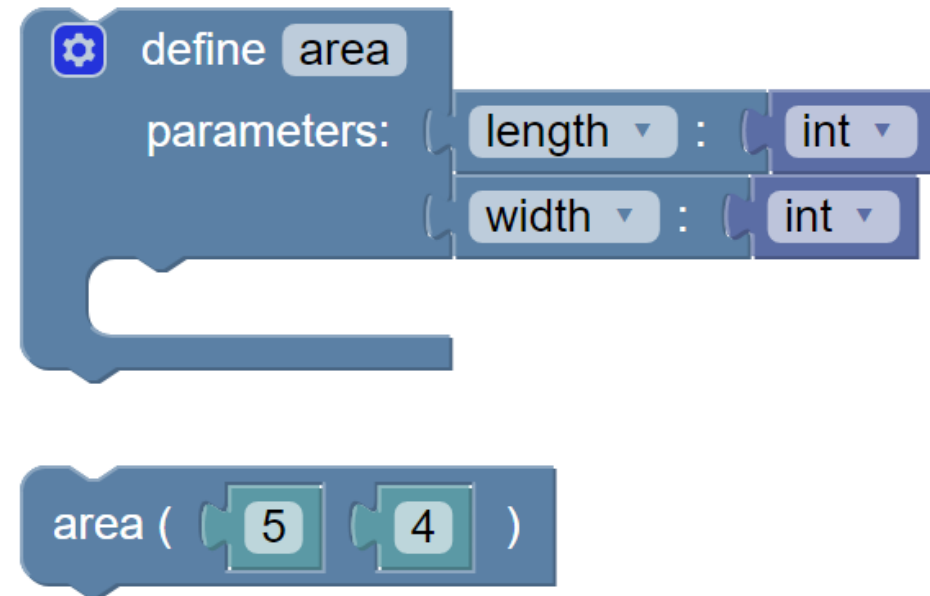 define area
parameters: length : int
width : int
area ( 5 4 )